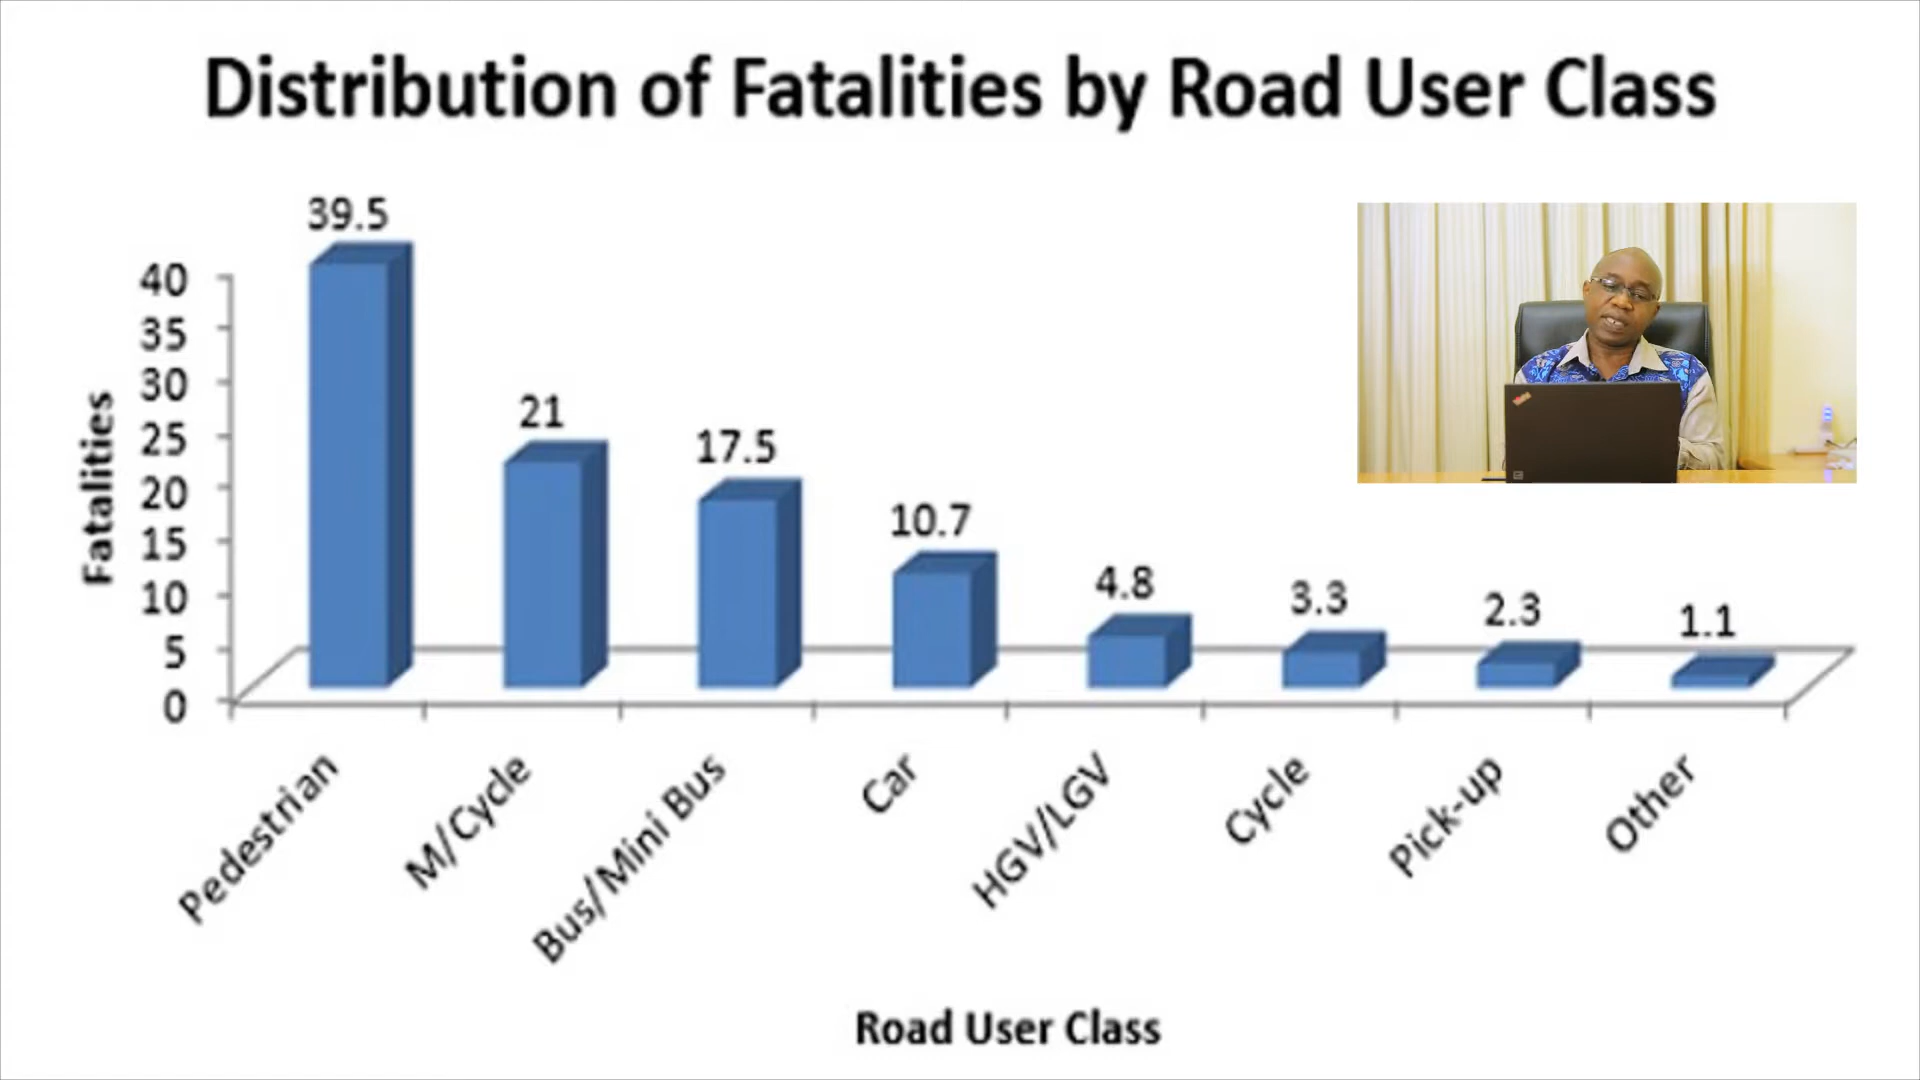 Distribution of Fatalities by Road User Class
39.5
21
17.5
10.7
4.8
3.3
2.3
1.1
40
35
30
25
20
15
10
5
0
Fatalities
Pedestrian
M/Cycle
Bus/Mini Bus
Car
HGV/LGV
Cycle
Pick-up
Other
Road User Class